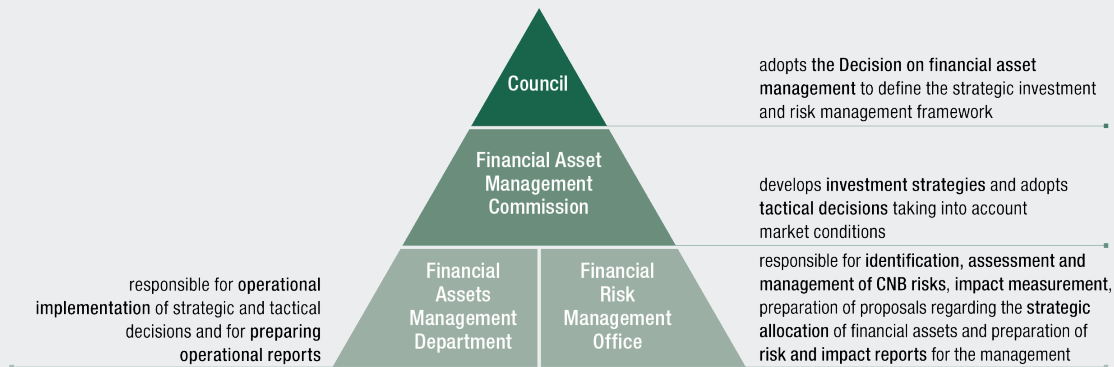 Council
adopts the Decision on financial asset
management to define the strategic investment
and risk management framework
Financial Asset
Management
Commission
develops investment strategies and adopts
tactical decisions taking into account
market conditions
responsible for operational
implementation of strategic and tactical
decisions and for preparing
operational reports
Financial
Assets
Management
Department
Financial
Risk
Management
Office
responsible for identification, assessment and
management of CNB risks, impact measurement,
preparation of proposals regarding the strategic
allocation of financial assets and preparation of
risk and impact reports for the management